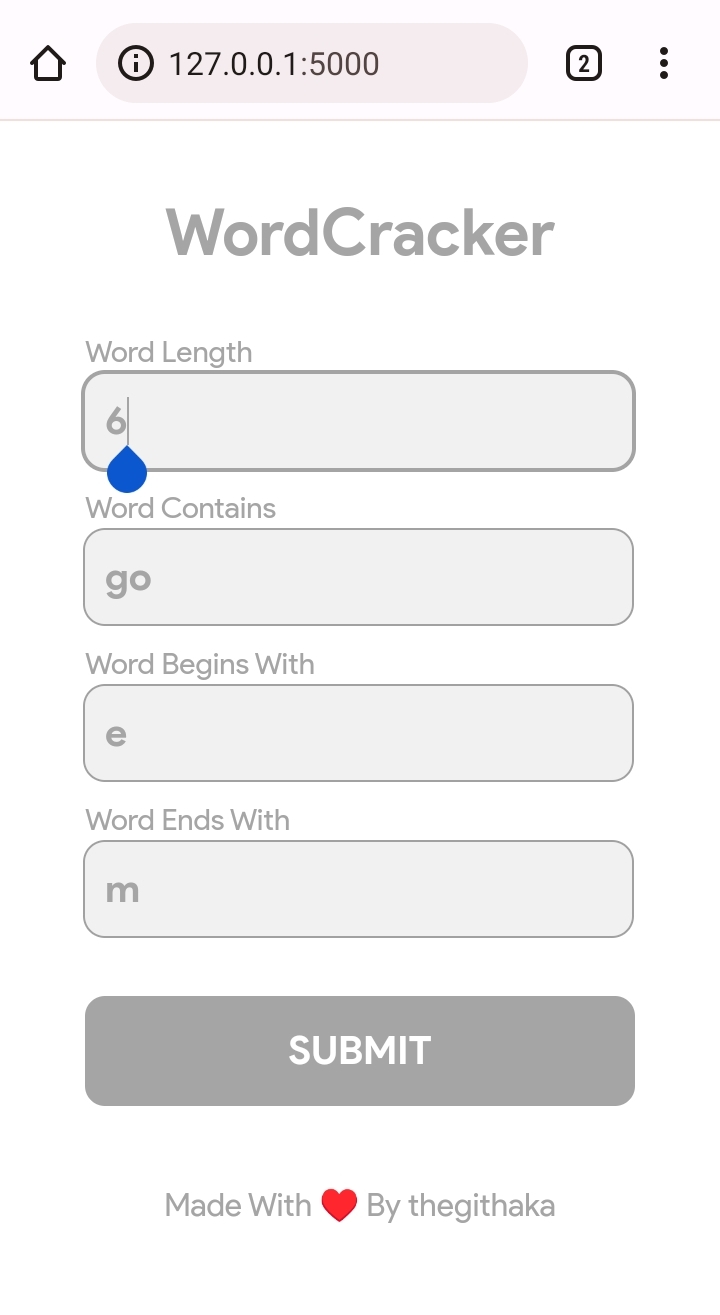 127.0.0.1:5000
2
WordCracker
Word Length
6
Word Contains
go
Word Begins With
e
Word Ends With
m
SUBMIT
Made With ❤️ By thegithaka